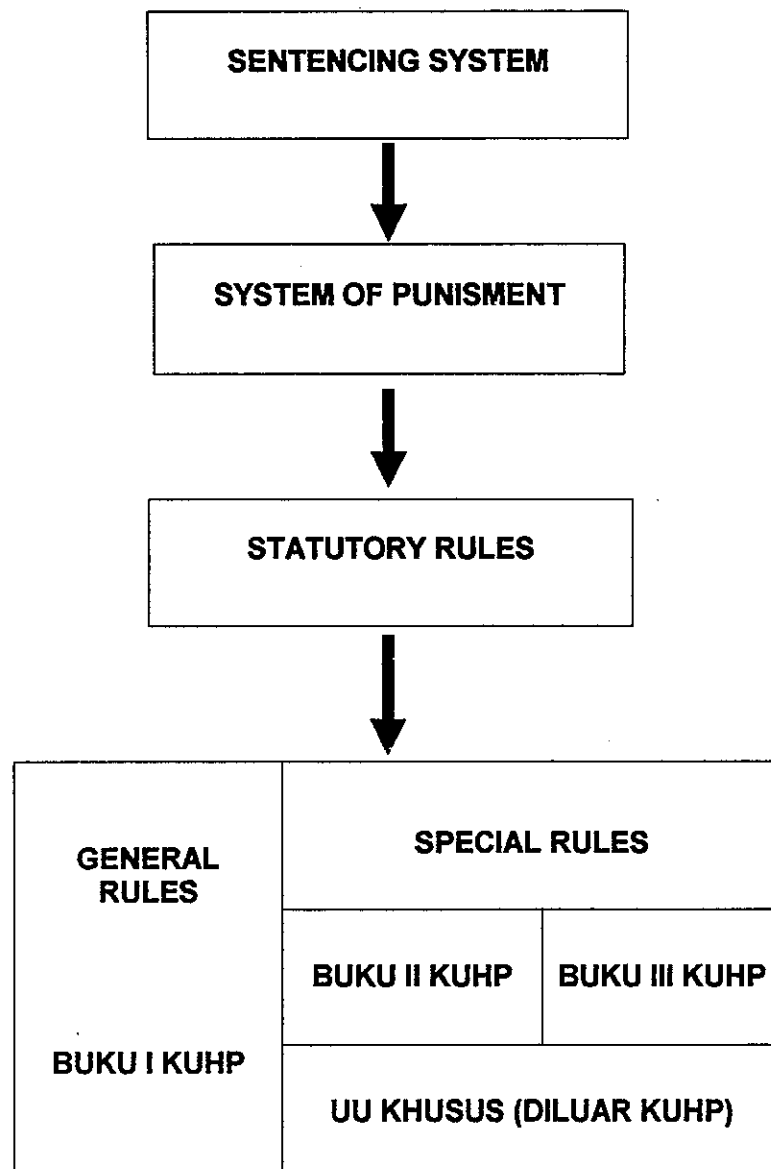 SENTENCING SYSTEM
SYSTEM OF PUNISMENT
STATUTORY RULES
GENERAL
RULES
BUKU I KUHP
SPECIAL RULES
BUKU II KUHP
BUKU III KUHP
UU KHUSUS (DILUAR KUHP)